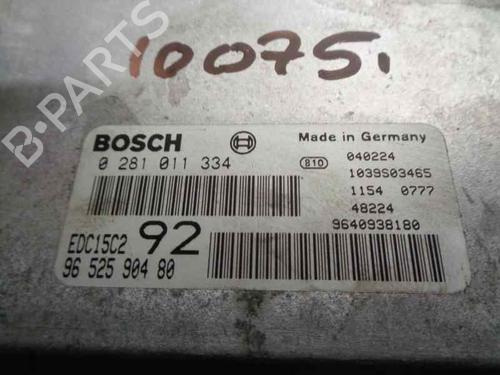 10075.
B-PARTS
BOSCH
Made in Germany
0 281 011 334
810
040224
1039S03465
1154 0777
48224
9640938180
EDC15C2 92
96 525 904 80